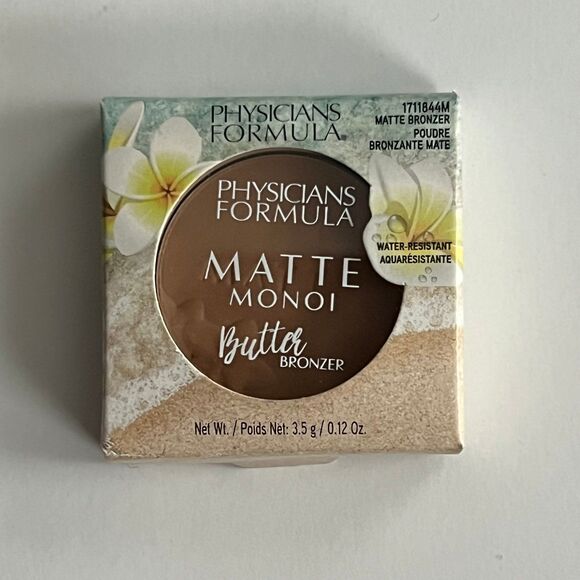 PHYSICIANS
FORMULA®
1711844M
MATTE BRONZER
POUDRE
BRONZANTE MATE
PHYSICIANS
FORMULA
WATER-RESISTANT
AQUARÉSISTANTE
MATTE
MONOI
Butter
BRONZER
Net Wt. / Poids Net: 3.5 g / 0.12 Oz.